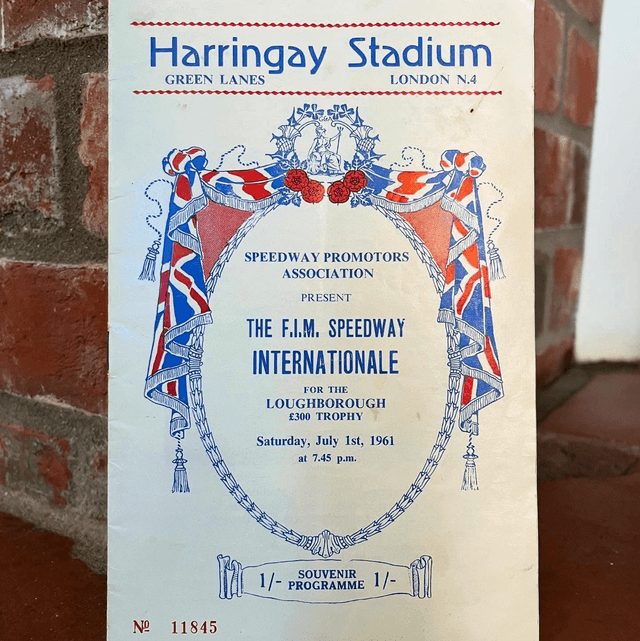 Harringay Stadium
GREEN LANES LONDON N.4
SPEEDWAY PROMOTORS
ASSOCIATION
PRESENT
THE F.I.M. SPEEDWAY
INTERNATIONALE
FOR THE
LOUGHBOROUGH
£300 TROPHY
Saturday, July 1st, 1961
at 7.45 p.m.
1/- SOUVENIR PROGRAMME 1/-
Nº 11845